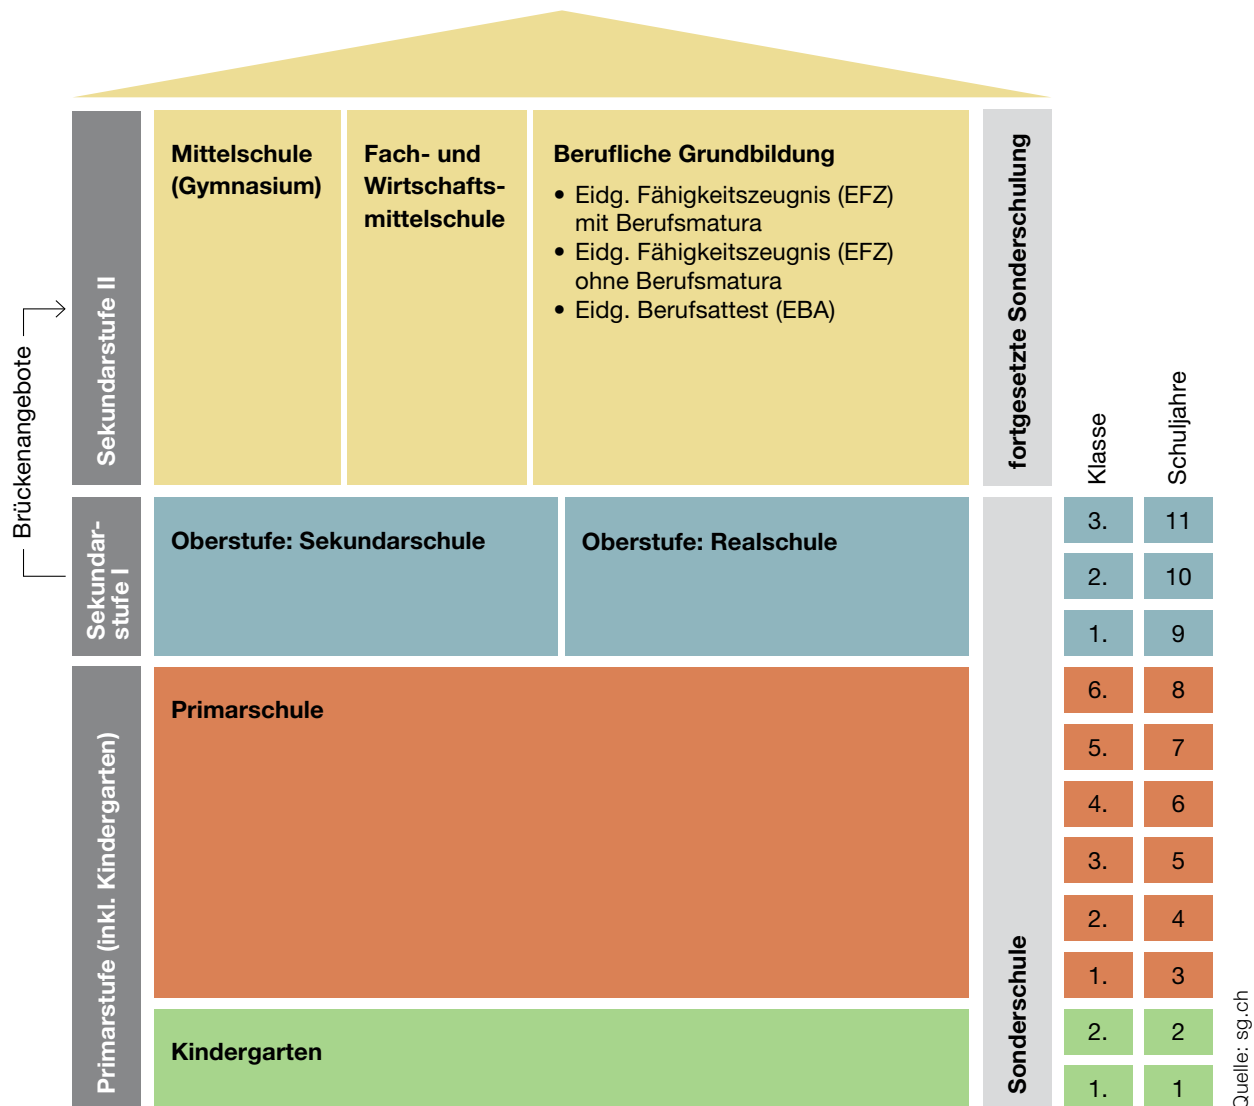 Mittelschule
(Gymnasium)
Fach- und
Wirtschafts-
mittelschule
Berufliche Grundbildung
• Eidg. Fähigkeitszeugnis (EFZ)
mit Berufsmatura
• Eidg. Fähigkeitszeugnis (EFZ)
ohne Berufsmatura
• Eidg. Berufsattest (EBA)
fortgesetzte Sonderschulung
Sekundarstufe II
Brückenangebote
Klasse
Schuljahre
Sekundar-
stufe I
Oberstufe: Sekundarschule
Oberstufe: Realschule
3. 11
2. 10
1. 9
Primarstufe (inkl. Kindergarten)
Primarschule
6. 8
5. 7
4. 6
3. 5
2. 4
1. 3
Kindergarten
Sonderschule
2. 2
1. 1
Quelle: sg.ch